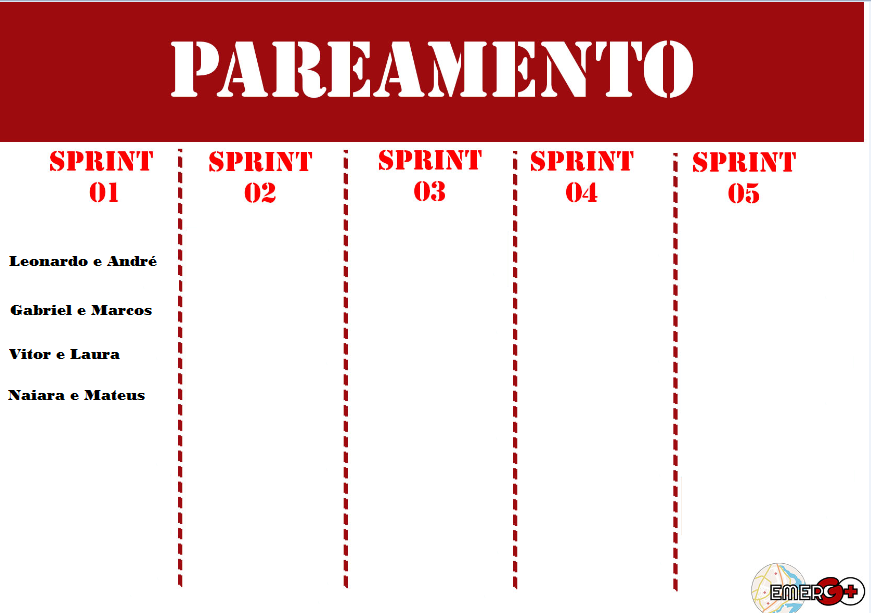 PAREAMENTO
SPRINT
01
SPRINT
02
SPRINT
03
SPRINT
04
SPRINT
05
Leonardo e André
Gabriel e Marcos
Vitor e Laura
Naiara e Mateus
EMERGO+